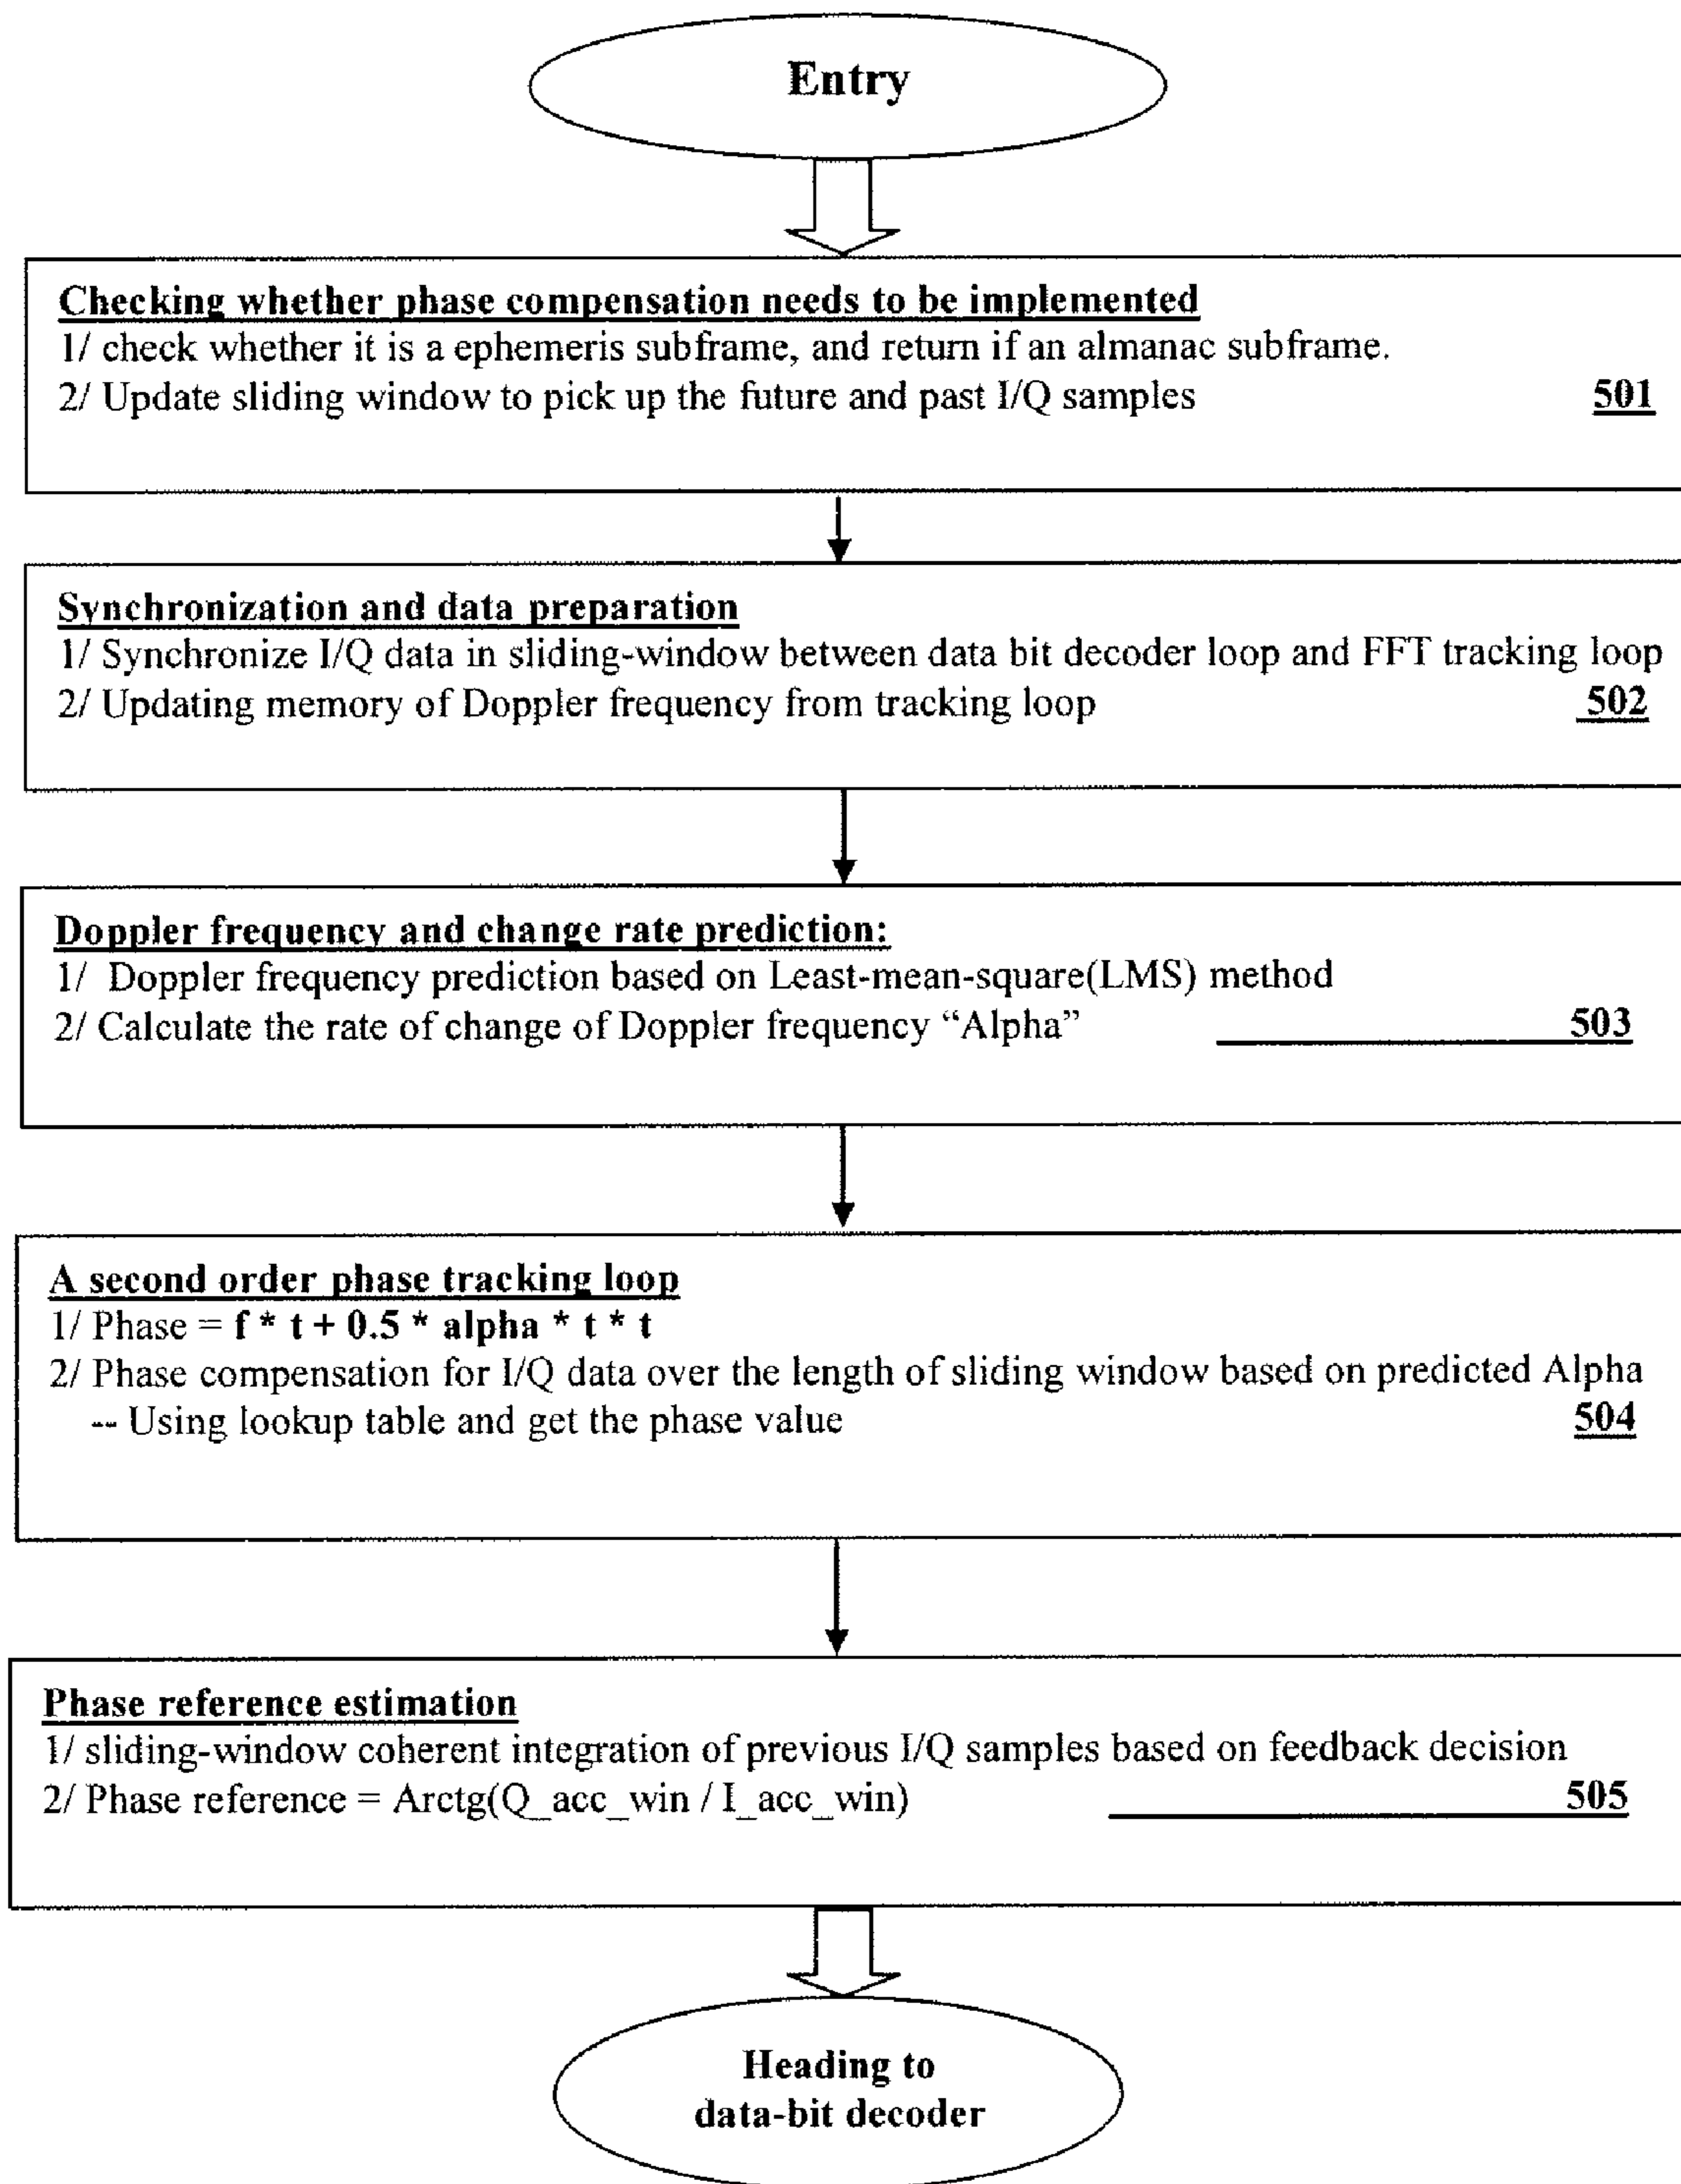 Entry
Checking whether phase compensation needs to be implemented
1/ check whether it is a ephemeris subframe, and return if an almanac subframe.
2/ Update sliding window to pick up the future and past I/Q samples 501
Synchronization and data preparation
1/ Synchronize I/Q data in sliding-window between data bit decoder loop and FFT tracking loop
2/ Updating memory of Doppler frequency from tracking loop 502
Doppler frequency and change rate prediction:
1/ Doppler frequency prediction based on Least-mean-square(LMS) method
2/ Calculate the rate of change of Doppler frequency “Alpha” 503
A second order phase tracking loop
1/ Phase = f * t + 0.5 * alpha * t * t
2/ Phase compensation for I/Q data over the length of sliding window based on predicted Alpha
-- Using lookup table and get the phase value 504
Phase reference estimation
1/ sliding-window coherent integration of previous I/Q samples based on feedback decision
2/ Phase reference = Arctg(Q_acc_win / I_acc_win) 505
Heading to
data-bit decoder